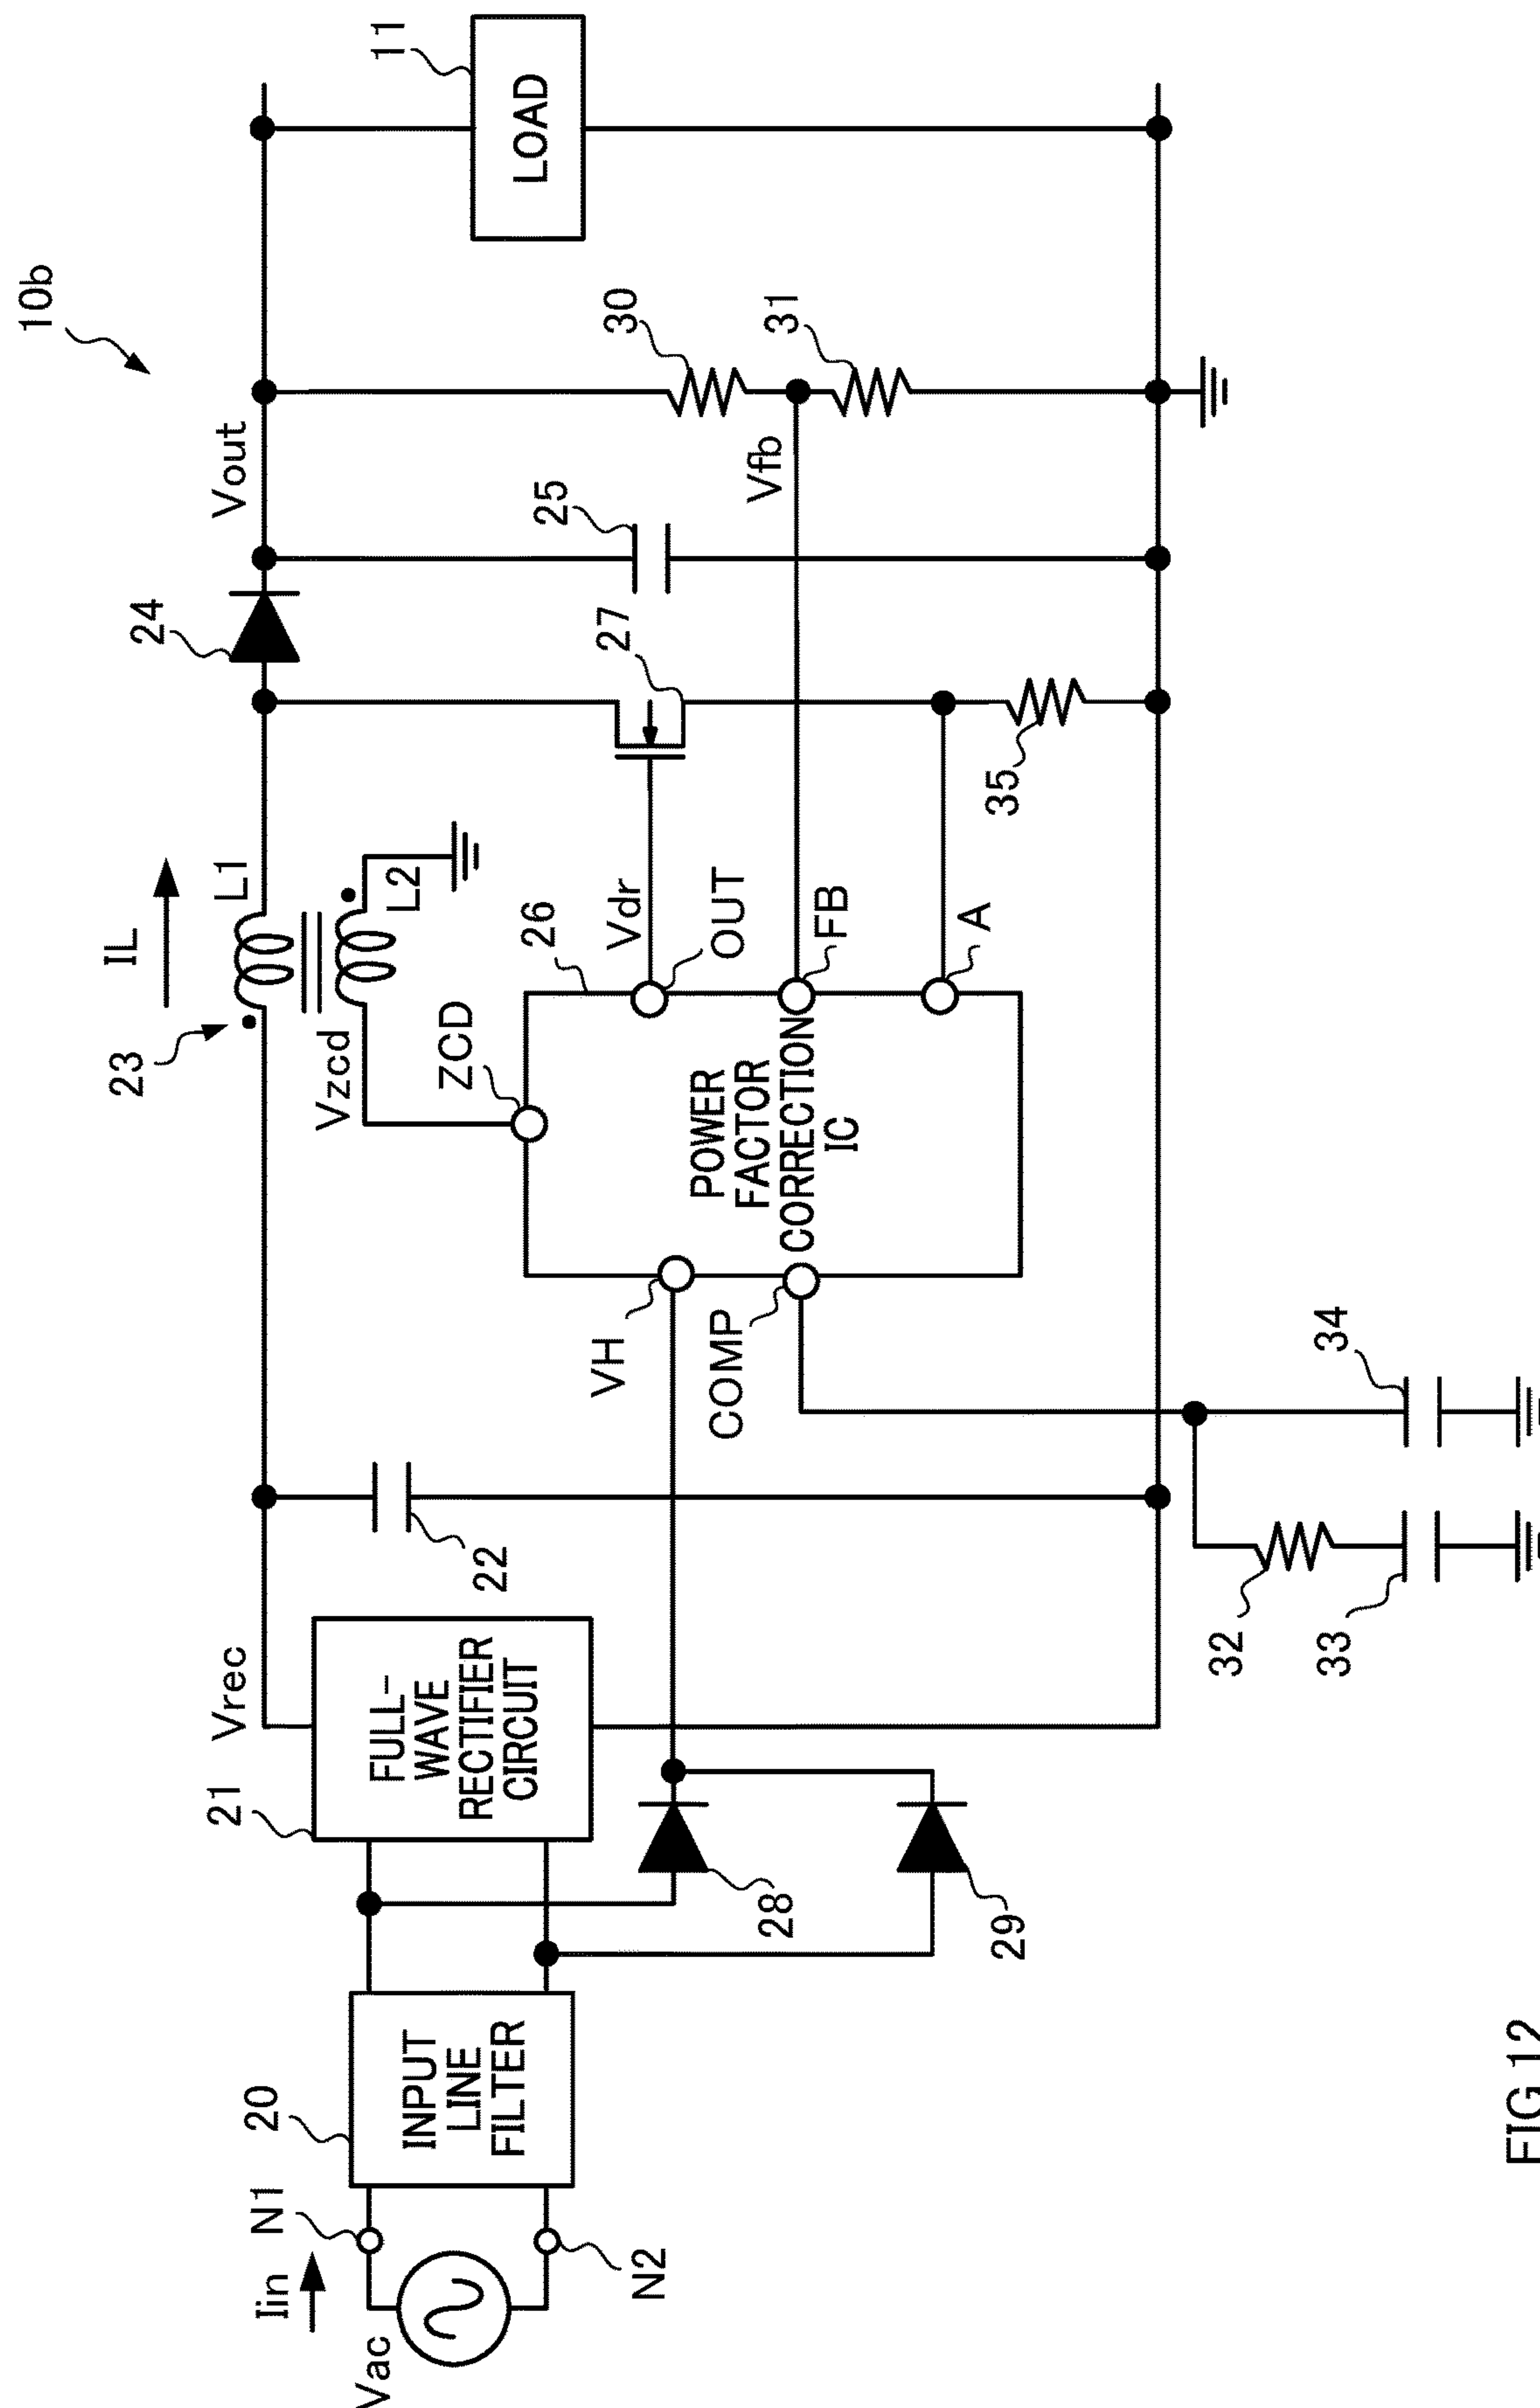 10b
Iin
Vac
N1
N2
20
INPUT
LINE
FILTER
21
FULL-
WAVE
RECTIFIER
CIRCUIT
Vrec
28
29
22
23
IL
L1
L2
Vzcd
ZCD
VH
COMP
26
POWER
FACTOR
CORRECTION
IC
OUT
FB
A
Vdr
27
24
Vout
25
Vfb
30
31
35
11
LOAD
32
33
34
FIG.12